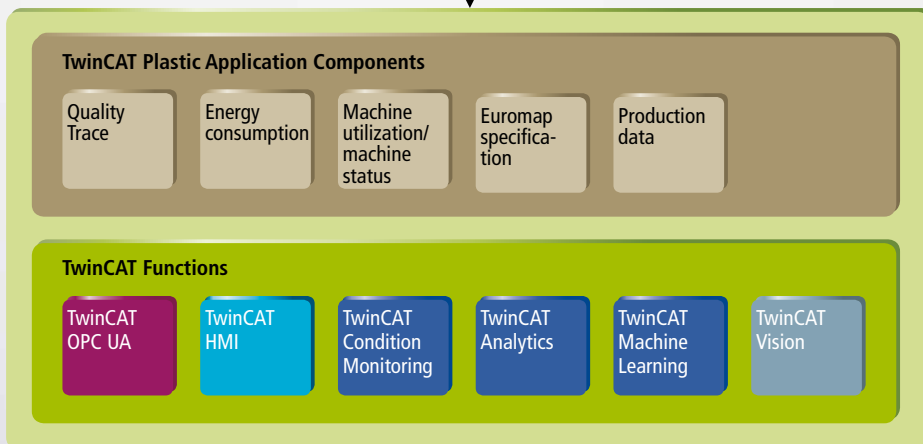 TwinCAT Plastic Application Components
Quality
Trace
Energy
consumption
Machine
utilization/
machine
status
Euromap
specifica-
tion
Production
data
TwinCAT Functions
TwinCAT
OPC UA
TwinCAT
HMI
TwinCAT
Condition
Monitoring
TwinCAT
Analytics
TwinCAT
Machine
Learning
TwinCAT
Vision